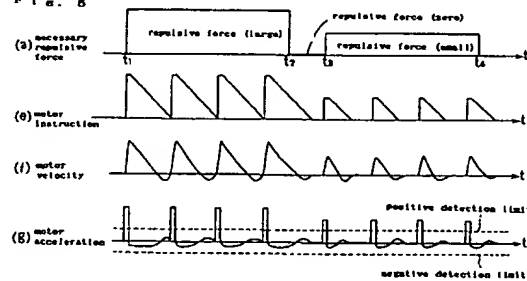 F i g. 8
(a) necessary repulsive force
repulsive force (large)
repulsive force (zero)
repulsive force (small)
t1
t2
t3
t4
t
(e) motor instruction
t
(f) motor velocity
t
(g) motor acceleration
positive detection limit
t
negative detection limit